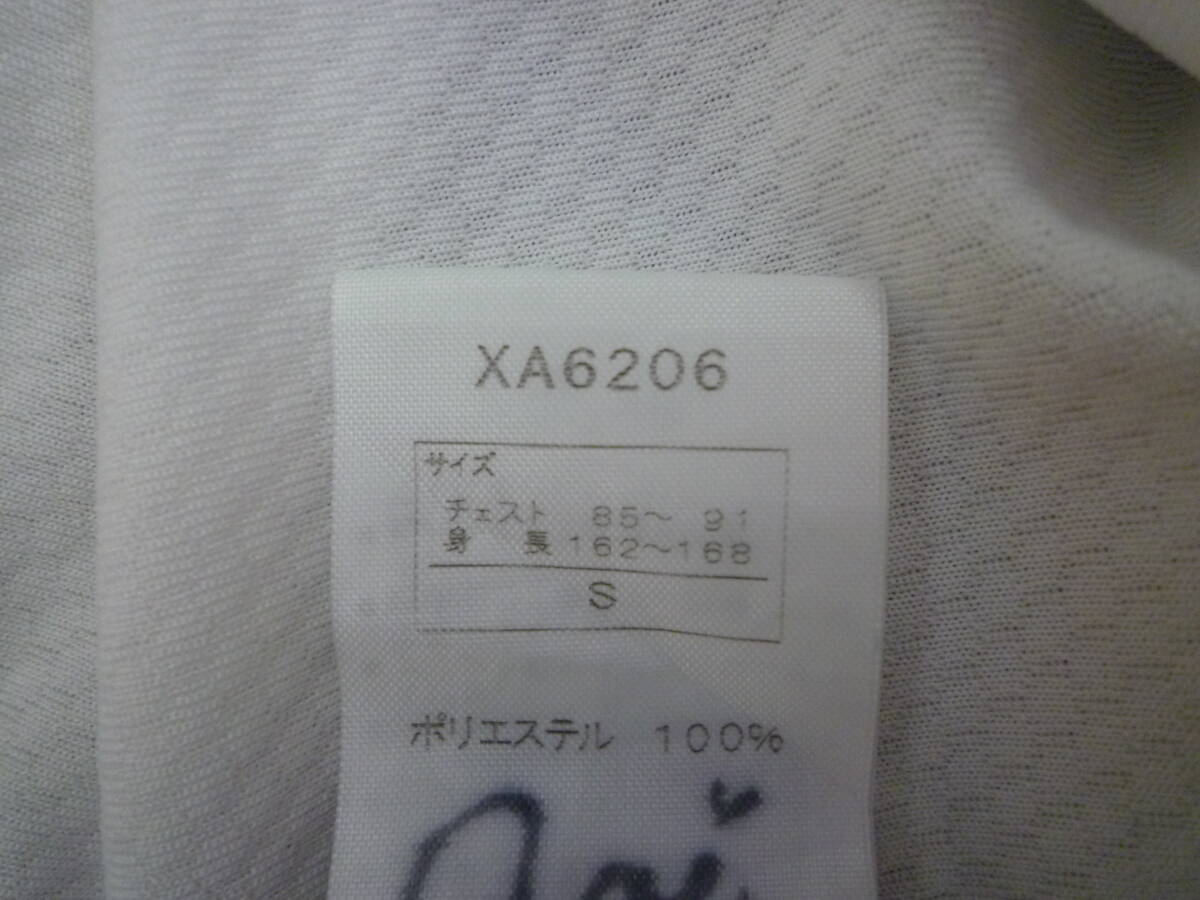 XA6206
サイズ
チェスト 85～ 91
身 長 162～168
S
ポリエステル 100%